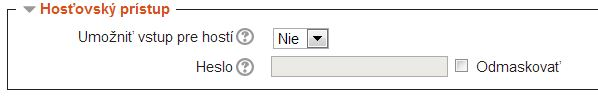 Hosťovský prístup
Umožniť vstup pre hostí Nie
Heslo Odmaskovať